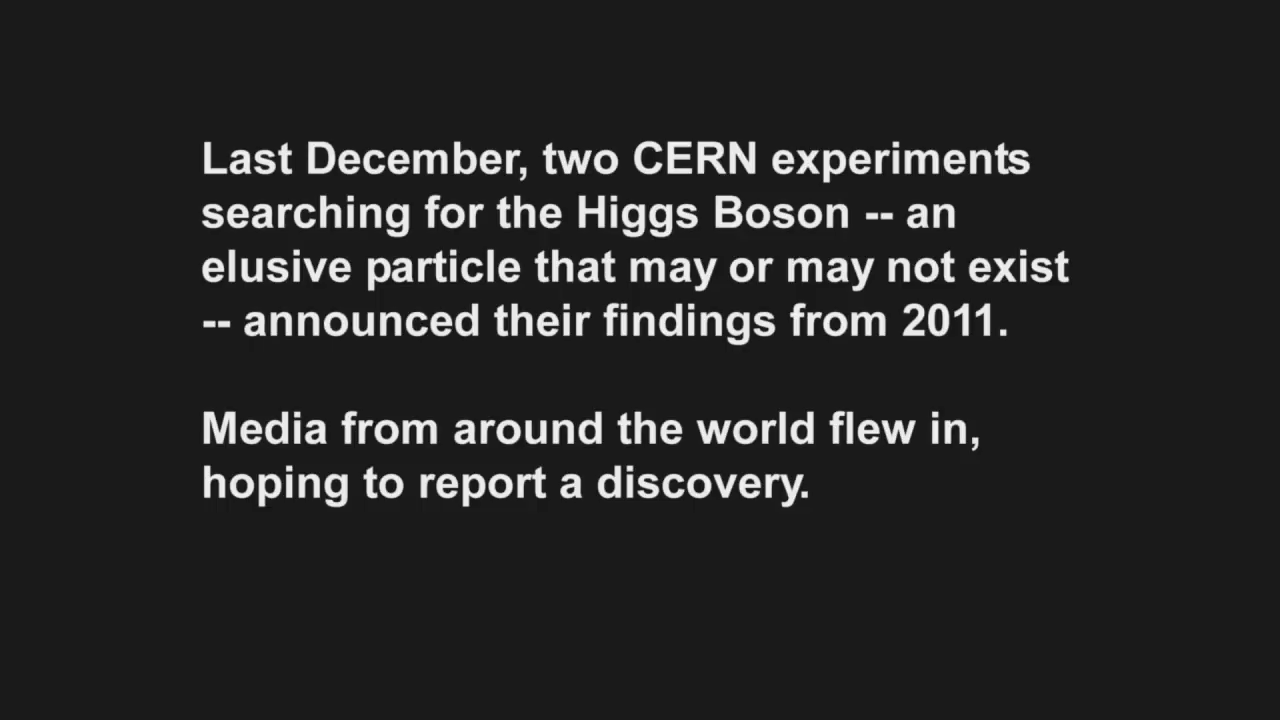 Last December, two CERN experiments
searching for the Higgs Boson -- an
elusive particle that may or may not exist
-- announced their findings from 2011.
Media from around the world flew in,
hoping to report a discovery.